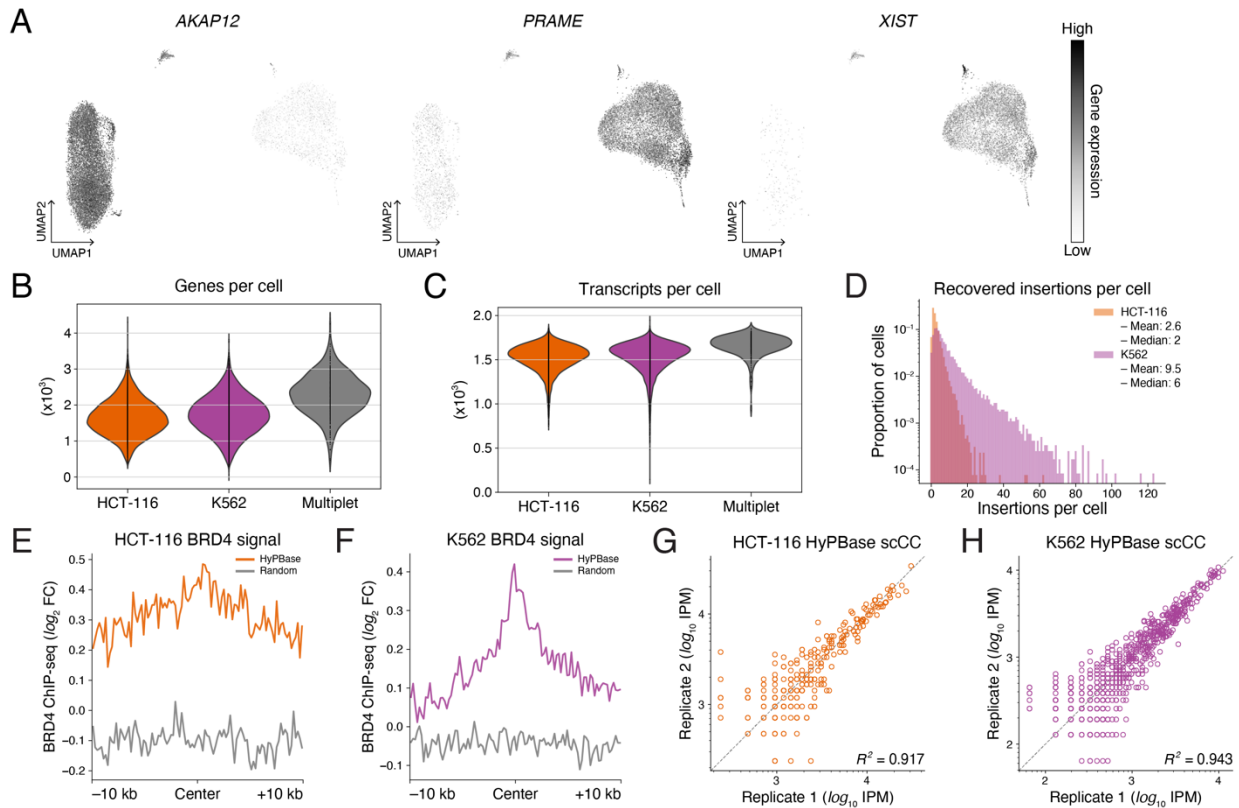 A
AKAP12
PRAME
XIST
High
Gene expression
Low
UMAP2
UMAP1
UMAP2
UMAP1
UMAP2
UMAP1
B
Genes per cell
(x10³)
4
3
2
1
0
HCT-116
K562
Multiplet
C
Transcripts per cell
(x10³)
2.0
1.5
1.0
0.5
0.0
HCT-116
K562
Multiplet
D
Recovered insertions per cell
HCT-116
– Mean: 2.6
– Median: 2
K562
– Mean: 9.5
– Median: 6
Proportion of cells
10⁻¹
10⁻²
10⁻³
10⁻⁴
0
20
40
60
80
100
120
Insertions per cell
E
HCT-116 BRD4 signal
HyPBase
Random
BRD4 ChIP-seq (log₂ FC)
0.5
0.4
0.3
0.2
0.1
0.0
−0.1
−0.2
−10 kb
Center
+10 kb
F
K562 BRD4 signal
HyPBase
Random
BRD4 ChIP-seq (log₂ FC)
0.4
0.3
0.2
0.1
0.0
−0.1
−10 kb
Center
+10 kb
G
HCT-116 HyPBase scCC
Replicate 2 (log₁₀ IPM)
4
3
R² = 0.917
3
4
Replicate 1 (log₁₀ IPM)
H
K562 HyPBase scCC
Replicate 2 (log₁₀ IPM)
4
3
2
R² = 0.943
2
3
4
Replicate 1 (log₁₀ IPM)